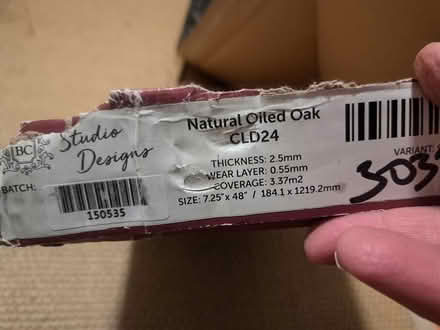 BC
Studio
Designs
BATCH:
150535
Natural Oiled Oak
CLD24
THICKNESS: 2.5mm
WEAR LAYER: 0.55mm
COVERAGE: 3.37m2
SIZE: 7.25" x 48" / 184.1 x 1219.2mm
VARIANT:
303